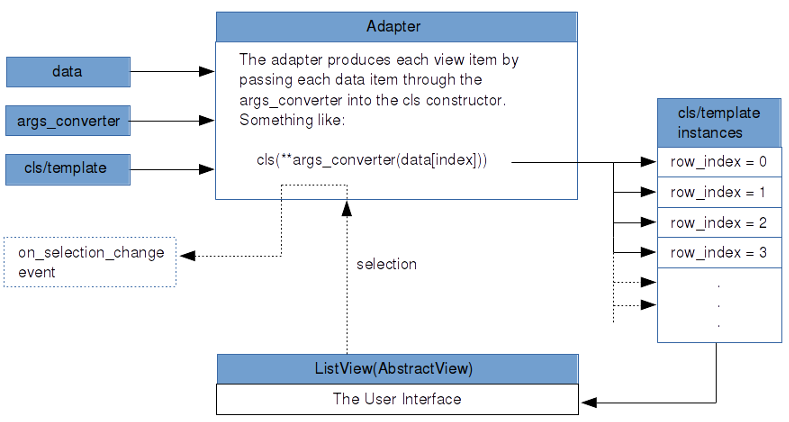 Adapter
The adapter produces each view item by
passing each data item through the
args_converter into the cls constructor.
Something like:
cls(**args_converter(data[index]))
data
args_converter
cls/template
cls/template
instances
row_index = 0
row_index = 1
row_index = 2
row_index = 3
.
.
.
on_selection_change
event
selection
ListView(AbstractView)
The User Interface